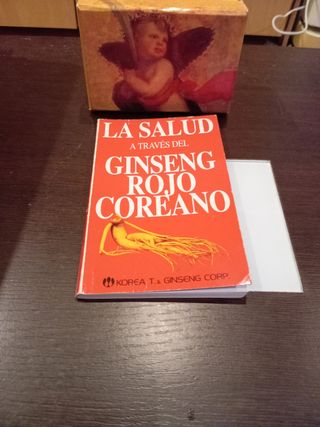 LA SALUD
A TRAVÉS DEL
GINSENG
ROJO
COREANO
KOREA T. & GINSENG CORP.